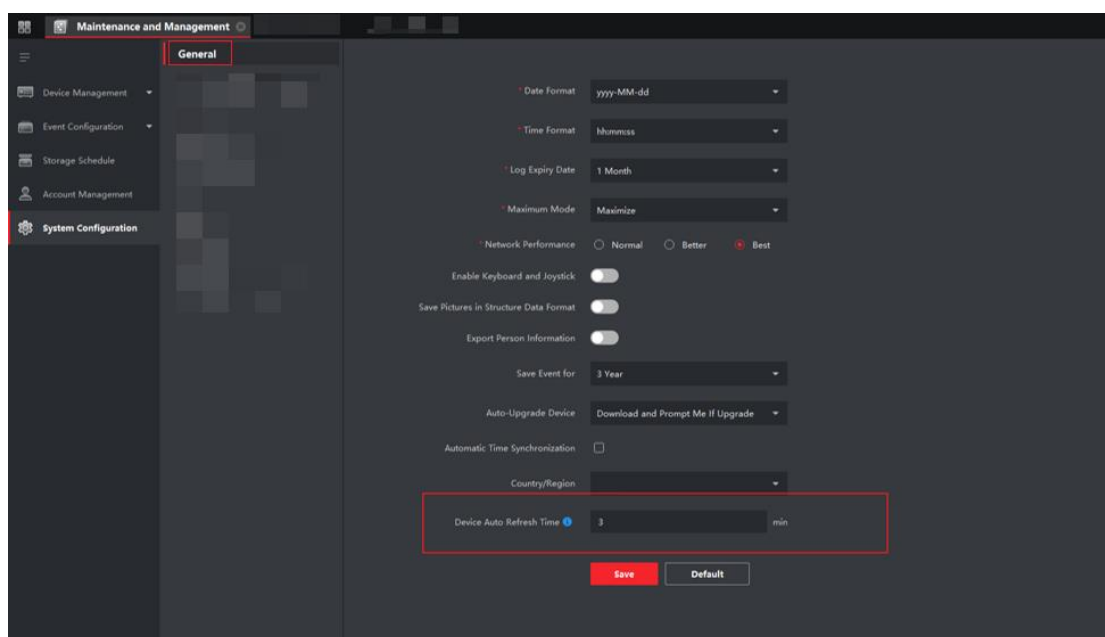 Maintenance and Management
General
Device Management
Event Configuration
Storage Schedule
Account Management
System Configuration
* Date Format yyyy-MM-dd
* Time Format hh:mm:ss
* Log Expiry Date 1 Month
* Maximum Mode Maximize
* Network Performance Normal Better Best
Enable Keyboard and Joystick
Save Pictures in Structure Data Format
Export Person Information
Save Event for 3 Year
Auto-Upgrade Device Download and Prompt Me If Upgrade
Automatic Time Synchronization
Country/Region
Device Auto Refresh Time 3 min
Save Default